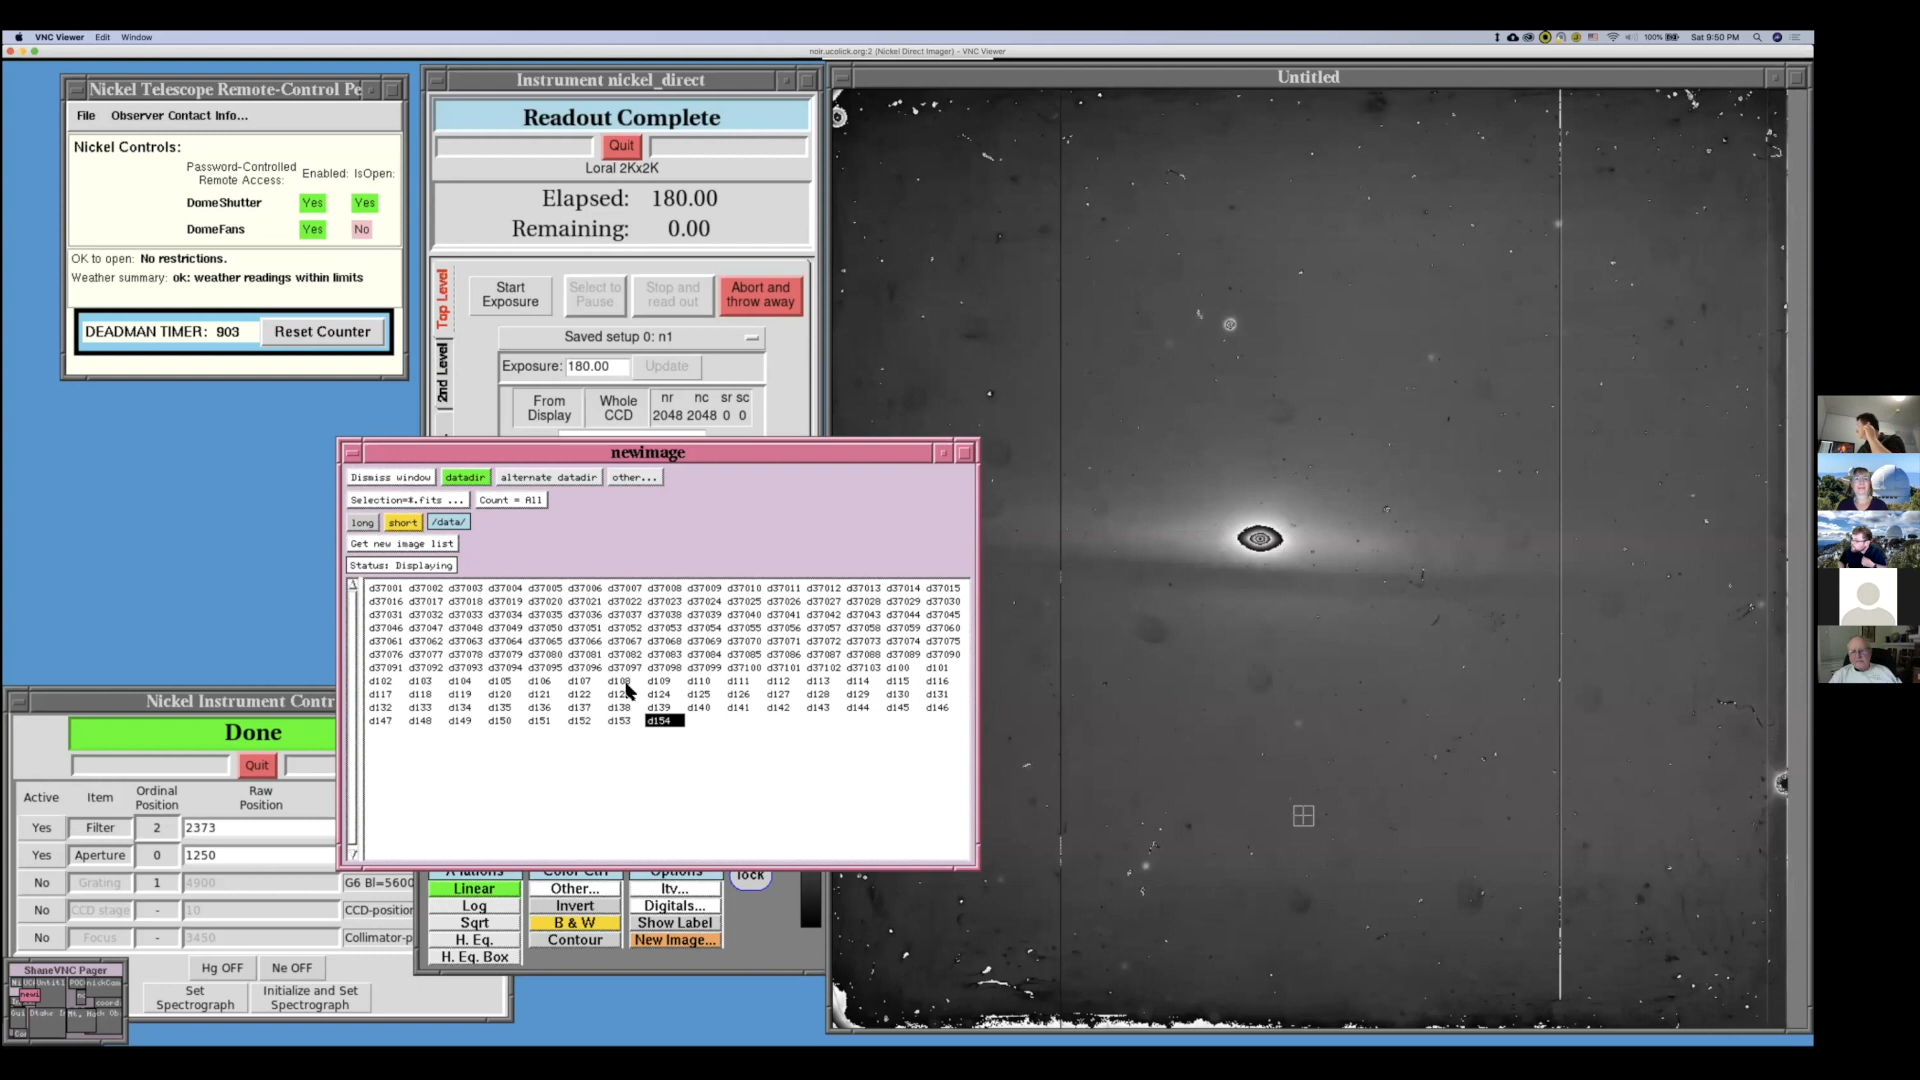 VNC Viewer Edit Window
100% Sat 9:50 PM
noir.ucolick.org:2 (Nickel Direct Imager) - VNC Viewer
Nickel Telescope Remote-Control Pe
File Observer Contact Info...
Nickel Controls:
Password-Controlled
Remote Access:
Enabled: IsOpen:
DomeShutter Yes Yes
DomeFans Yes No
OK to open: No restrictions.
Weather summary: ok: weather readings within limits
DEADMAN TIMER: 903 Reset Counter
Instrument nickel_direct
Readout Complete
Quit
Loral 2Kx2K
Elapsed: 180.00
Remaining: 0.00
Top Level
2nd Level
Start
Exposure
Select to
Pause
Stop and
read out
Abort and
throw away
Saved setup 0: n1
Exposure: 180.00 Update
From
Display
Whole
CCD
nr nc sr sc
2048 2048 0 0
Untitled
newimage
Dismiss window datadir alternate datadir other...
Selection=*.fits ... Count = All
long short /data/
Get new image list
Status: Displaying
d37001 d37002 d37003 d37004 d37005 d37006 d37007 d37008 d37009 d37010 d37011 d37012 d37013 d37014 d37015
d37016 d37017 d37018 d37019 d37020 d37021 d37022 d37023 d37024 d37025 d37026 d37027 d37028 d37029 d37030
d37031 d37032 d37033 d37034 d37035 d37036 d37037 d37038 d37039 d37040 d37041 d37042 d37043 d37044 d37045
d37046 d37047 d37048 d37049 d37050 d37051 d37052 d37053 d37054 d37055 d37056 d37057 d37058 d37059 d37060
d37061 d37062 d37063 d37064 d37065 d37066 d37067 d37068 d37069 d37070 d37071 d37072 d37073 d37074 d37075
d37076 d37077 d37078 d37079 d37080 d37081 d37082 d37083 d37084 d37085 d37086 d37087 d37088 d37089 d37090
d37091 d37092 d37093 d37094 d37095 d37096 d37097 d37098 d37099 d37100 d37101 d37102 d37103 d100 d101
d102 d103 d104 d105 d106 d107 d108 d109 d110 d111 d112 d113 d114 d115 d116
d117 d118 d119 d120 d121 d122 d124 d125 d126 d127 d128 d129 d130 d131
d132 d133 d134 d135 d136 d137 d138 d139 d140 d141 d142 d143 d144 d145 d146
d147 d148 d149 d150 d151 d152 d153 d154
Nickel Instrument Contr
Done
Quit
Active Item Ordinal
Position
Raw
Position
Yes Filter 2 2373
Yes Aperture 0 1250
No Grating 1 4900 G6 Bl=5600
No CCD stage - 10 CCD-position
No Focus - 3450 Collimator-p
Hg OFF Ne OFF
Set
Spectrograph
Initialize and Set
Spectrograph
Linear Other... Itv... lock
Log Invert Digitals...
Sqrt B & W Show Label
H. Eq. Contour New Image...
H. Eq. Box
ShaneVNC Pager